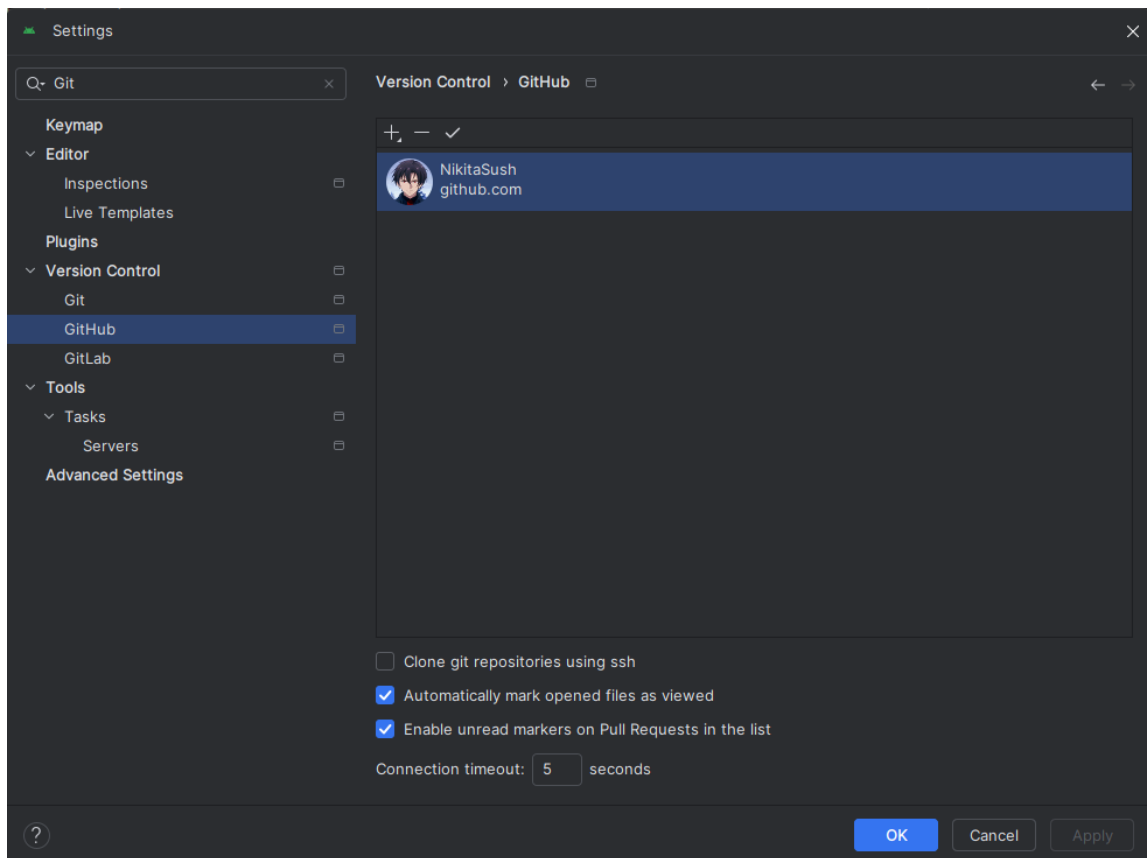 Settings
Git
Keymap
Editor
Inspections
Live Templates
Plugins
Version Control
Git
GitHub
GitLab
Tools
Tasks
Servers
Advanced Settings
Version Control › GitHub
NikitaSush
github.com
Clone git repositories using ssh
Automatically mark opened files as viewed
Enable unread markers on Pull Requests in the list
Connection timeout: 5 seconds
? OK Cancel Apply